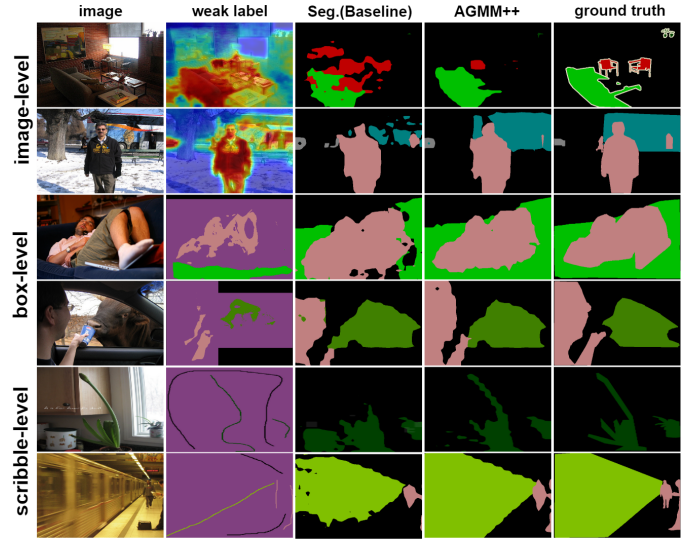 image weak label Seg.(Baseline) AGMM++ ground truth
image-level
box-level
scribble-level